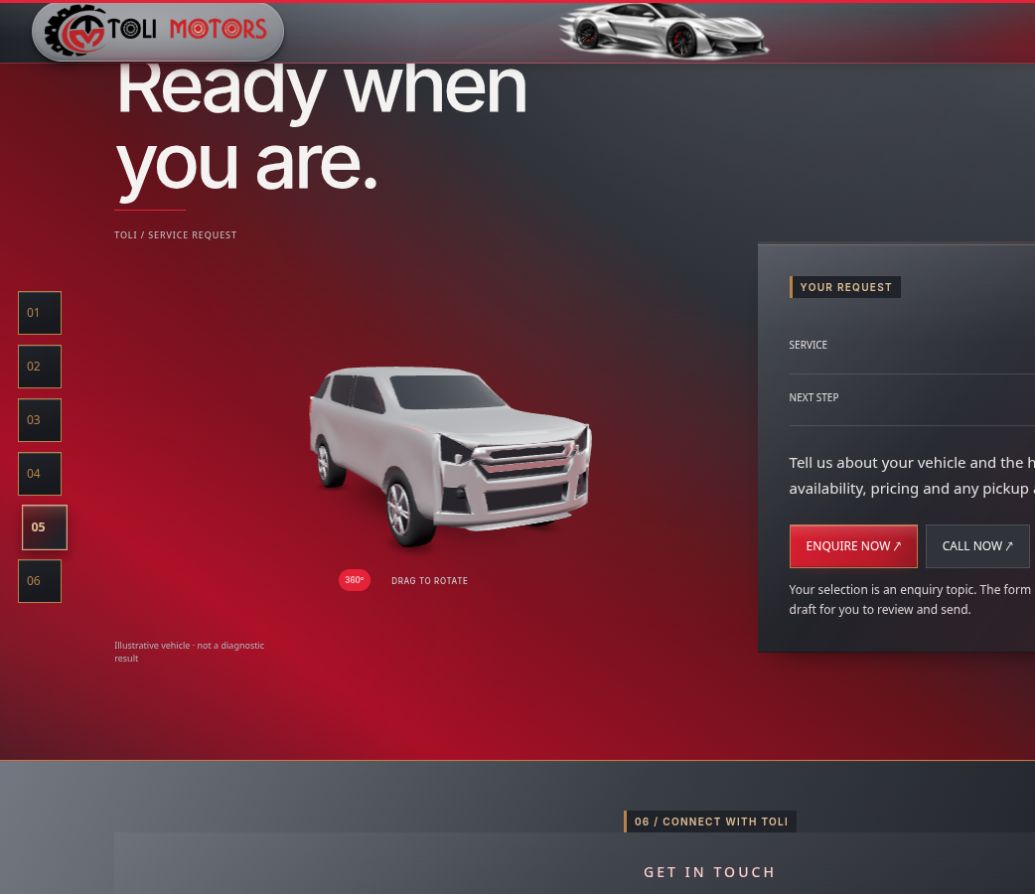 TOLI MOTORS
Ready when
you are.
TOLI / SERVICE REQUEST
01
02
03
04
05
06
360°
DRAG TO ROTATE
Illustrative vehicle · not a diagnostic
result
YOUR REQUEST
SERVICE
NEXT STEP
Tell us about your vehicle and the h
availability, pricing and any pickup
ENQUIRE NOW ↗
CALL NOW ↗
Your selection is an enquiry topic. The form
draft for you to review and send.
06 / CONNECT WITH TOLI
GET IN TOUCH